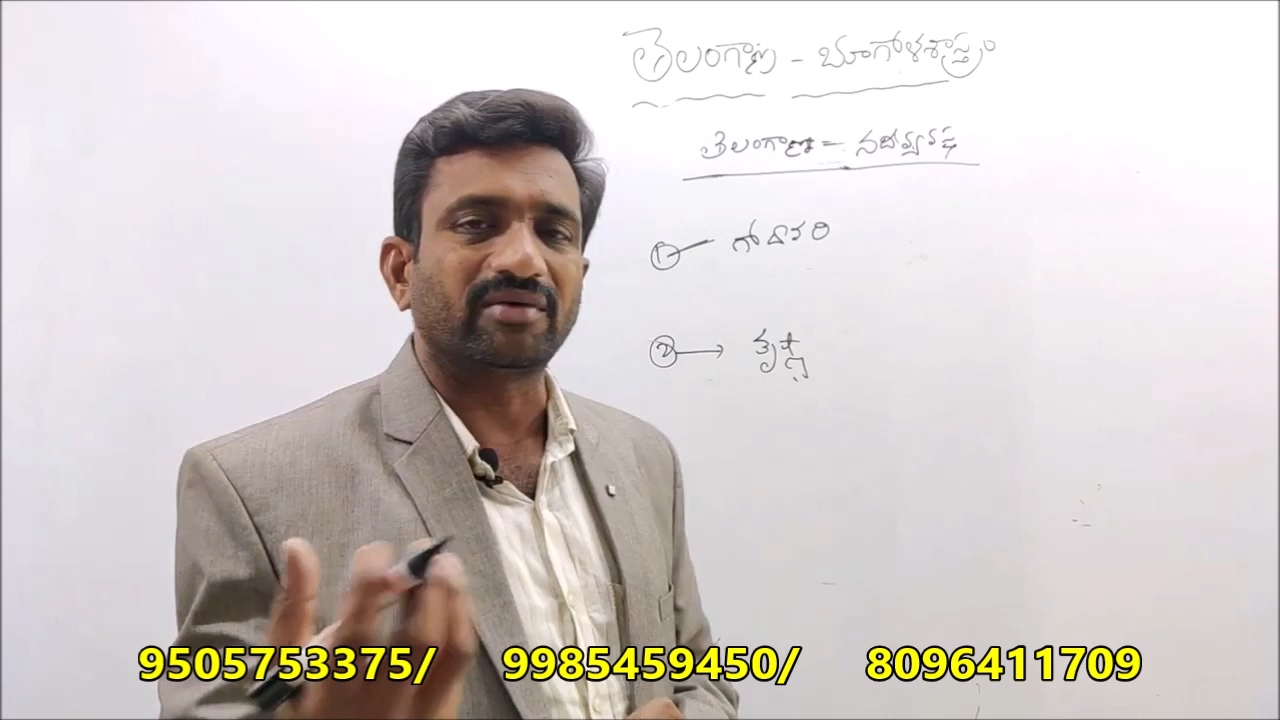 తెలంగాణ - భూగోళశాస్త్రం
తెలంగాణ - నదీవ్యవస్థ
① గోదావరి
② → కృష్ణ
9505753375/ 9985459450/ 8096411709